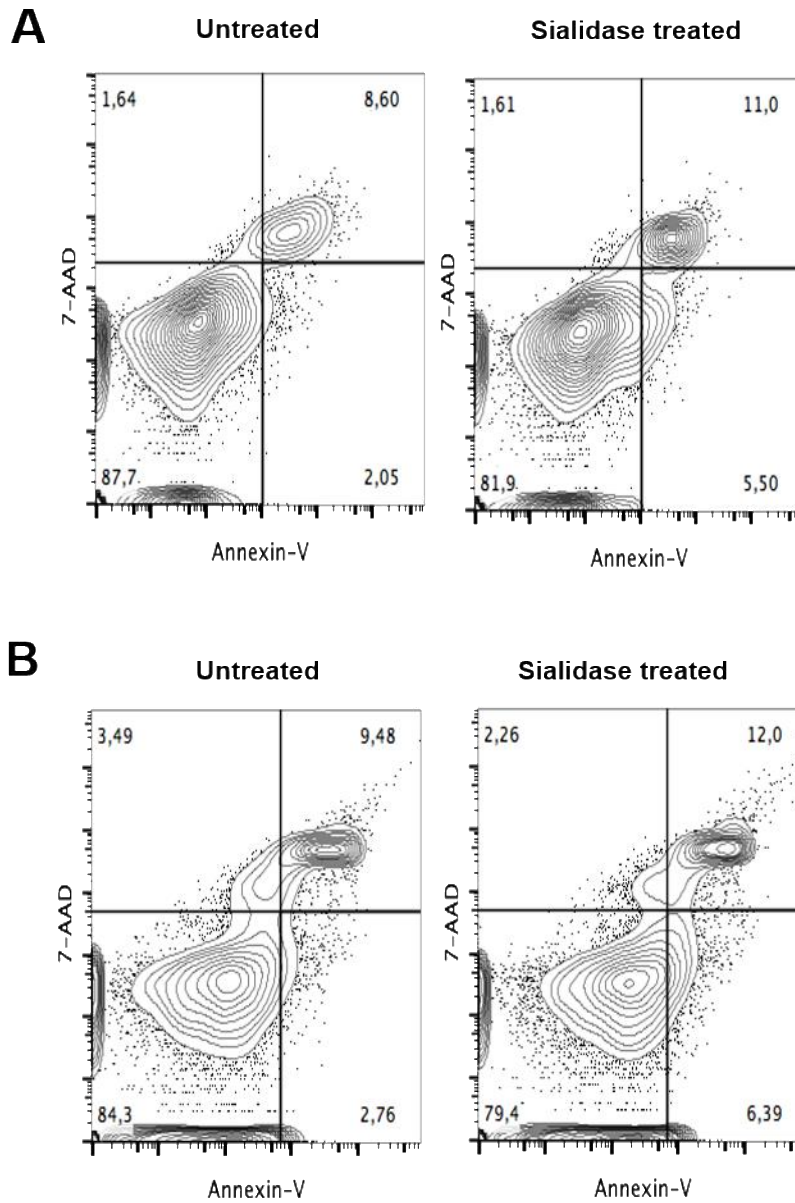 A
Untreated
Sialidase treated
1,64
8,60
1,61
11,0
7-AAD
7-AAD
87,7
2,05
81,9
5,50
Annexin-V
Annexin-V
B
Untreated
Sialidase treated
3,49
9,48
2,26
12,0
7-AAD
7-AAD
84,3
2,76
79,4
6,39
Annexin-V
Annexin-V